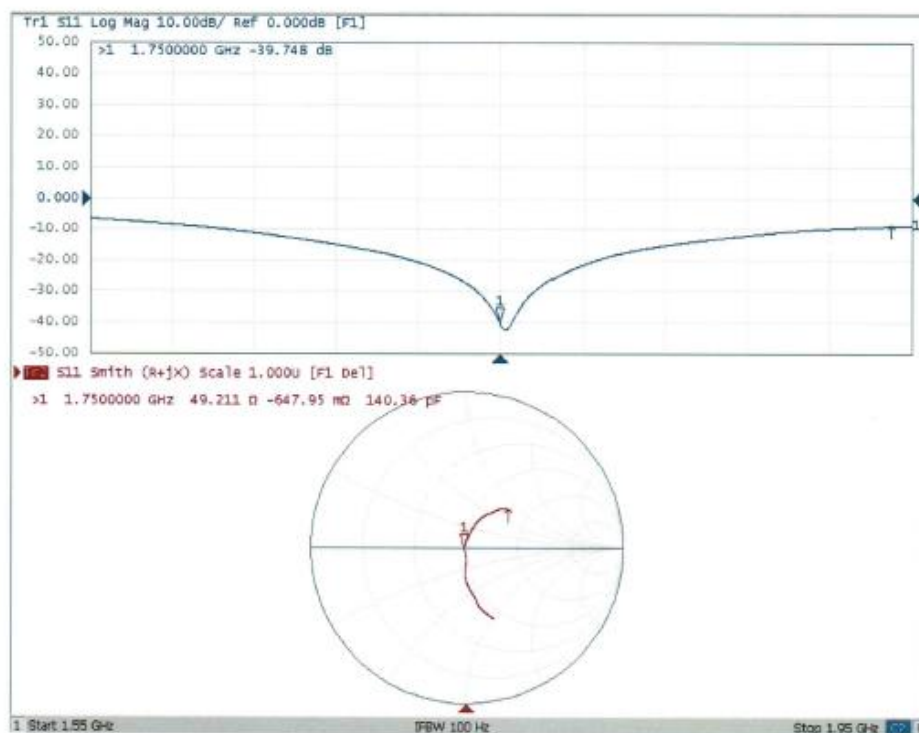 Tr1 S11 Log Mag 10.00dB/ Ref 0.000dB [F1]
50.00
>1 1.7500000 GHz -39.748 dB
40.00
30.00
20.00
10.00
0.000
-10.00
1
-20.00
-30.00
1
-40.00
-50.00
S11 Smith (R+jX) Scale 1.000U [F1 Del]
>1 1.7500000 GHz 49.211 Ω -647.95 mΩ 140.36 pF
1
1 Start 1.55 GHz IFBW 100 Hz Stop 1.95 GHz